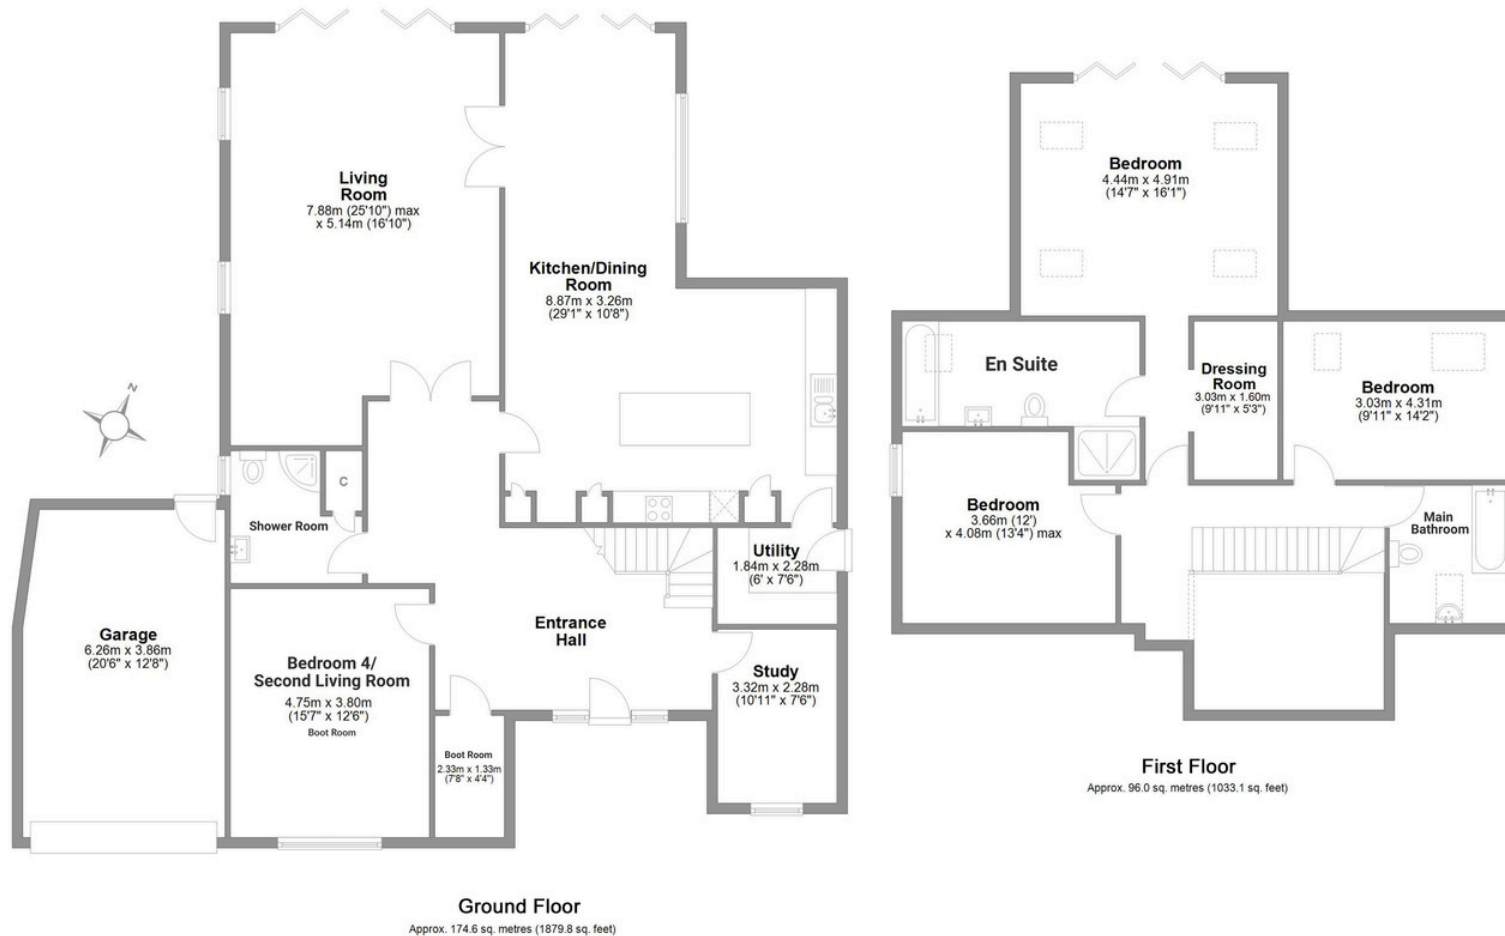 Living
Room
7.88m (25'10") max
x 5.14m (16'10")
Kitchen/Dining
Room
8.87m x 3.26m
(29'1" x 10'8")
N
C
Shower Room
Utility
1.84m x 2.28m
(6' x 7'6")
Entrance
Hall
Garage
6.26m x 3.86m
(20'6" x 12'8")
Bedroom 4/
Second Living Room
4.75m x 3.80m
(15'7" x 12'6")
Boot Room
Study
3.32m x 2.28m
(10'11" x 7'6")
Boot Room
2.33m x 1.33m
(7'8" x 4'4")
Ground Floor
Approx. 174.6 sq. metres (1879.8 sq. feet)
Bedroom
4.44m x 4.91m
(14'7" x 16'1")
En Suite
Dressing
Room
3.03m x 1.60m
(9'11" x 5'3")
Bedroom
3.03m x 4.31m
(9'11" x 14'2")
Bedroom
3.66m (12')
x 4.08m (13'4") max
Main
Bathroom
First Floor
Approx. 96.0 sq. metres (1033.1 sq. feet)